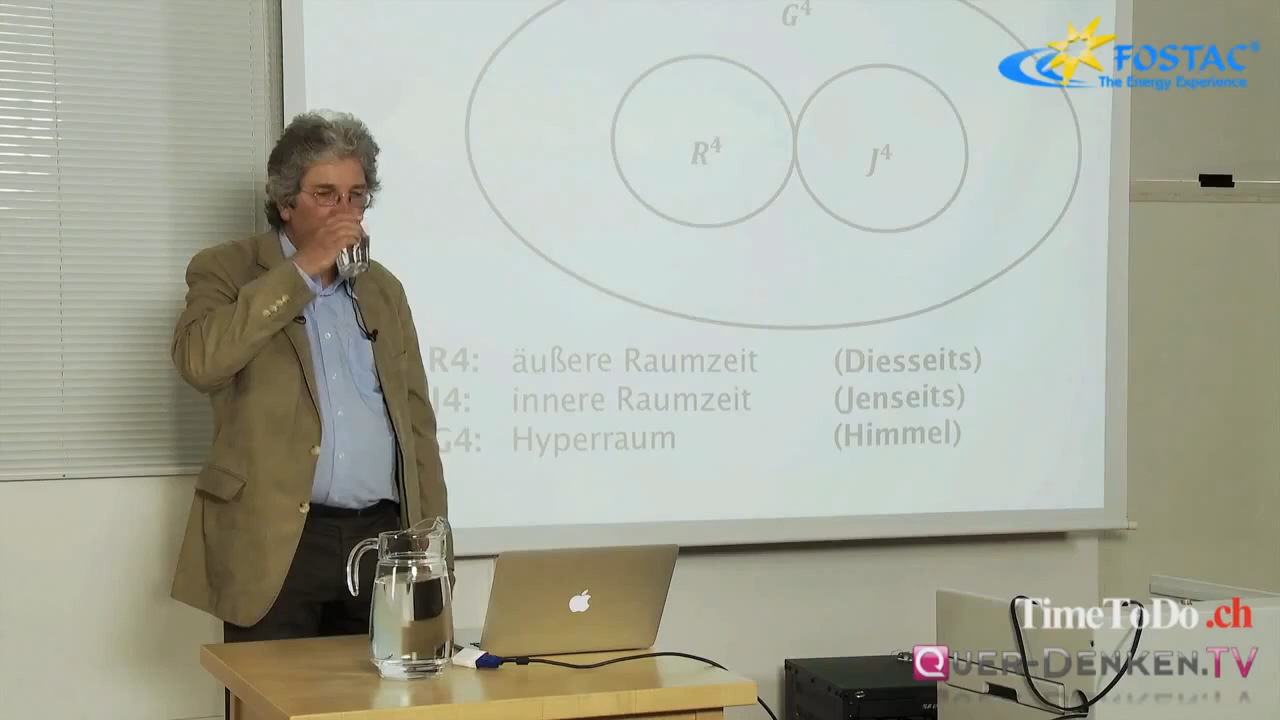 G⁴
FOSTAC®
The Energy Experience
R⁴
J⁴
R4: äußere Raumzeit (Diesseits)
J4: innere Raumzeit (Jenseits)
G4: Hyperraum (Himmel)
TimeToDo.ch
QUER-DENKEN.TV